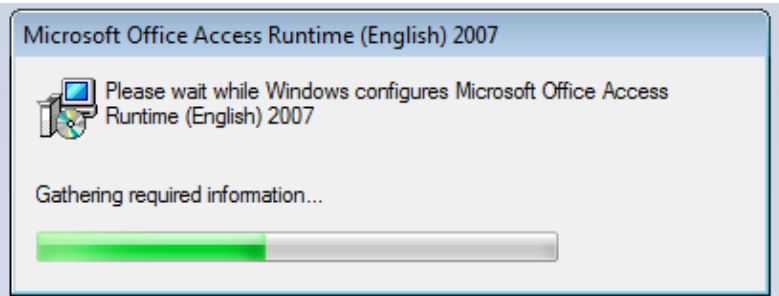 Microsoft Office Access Runtime (English) 2007
Please wait while Windows configures Microsoft Office Access
Runtime (English) 2007
Gathering required information...